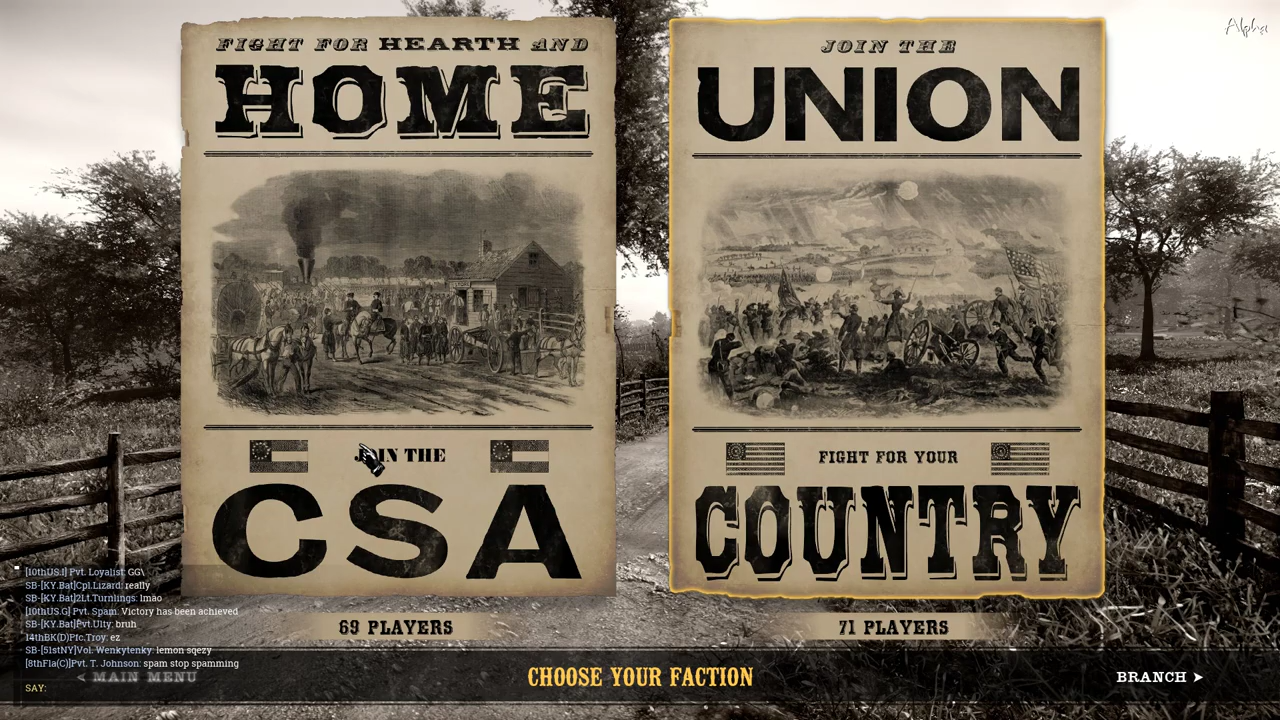 Alpha
FIGHT FOR HEARTH AND
HOME
JOIN THE
CSA
69 PLAYERS
JOIN THE
UNION
FIGHT FOR YOUR
COUNTRY
71 PLAYERS
[10thUS.I] Pvt. Loyalist: GG\
SB-[KY.Bat]Cpl.Lizard: really
SB-[KY.Bat]2Lt.Turnlings: lmao
[10thUS.G] Pvt. Spam: Victory has been achieved
SB-[KY.Bat]Pvt.Ulty: bruh
14thBK(D)Pfc.Troy: ez
SB-[51stNY]Vol. Wenkytenky: lemon sqezy
[8thFla(C)]Pvt. T. Johnson: spam stop spamming
< MAIN MENU
SAY:
CHOOSE YOUR FACTION
BRANCH >